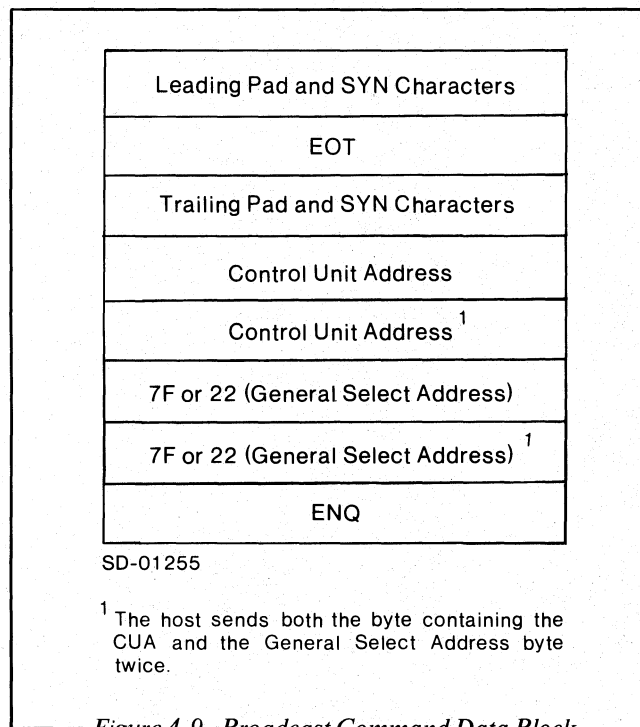 Leading Pad and SYN Characters
EOT
Trailing Pad and SYN Characters
Control Unit Address
Control Unit Address 1
7F or 22 (General Select Address)
7F or 22 (General Select Address) 1
ENQ
SD-01255
1 The host sends both the byte containing the
CUA and the General Select Address byte
twice.
Figure 4-9. Broadcast Command Data Block